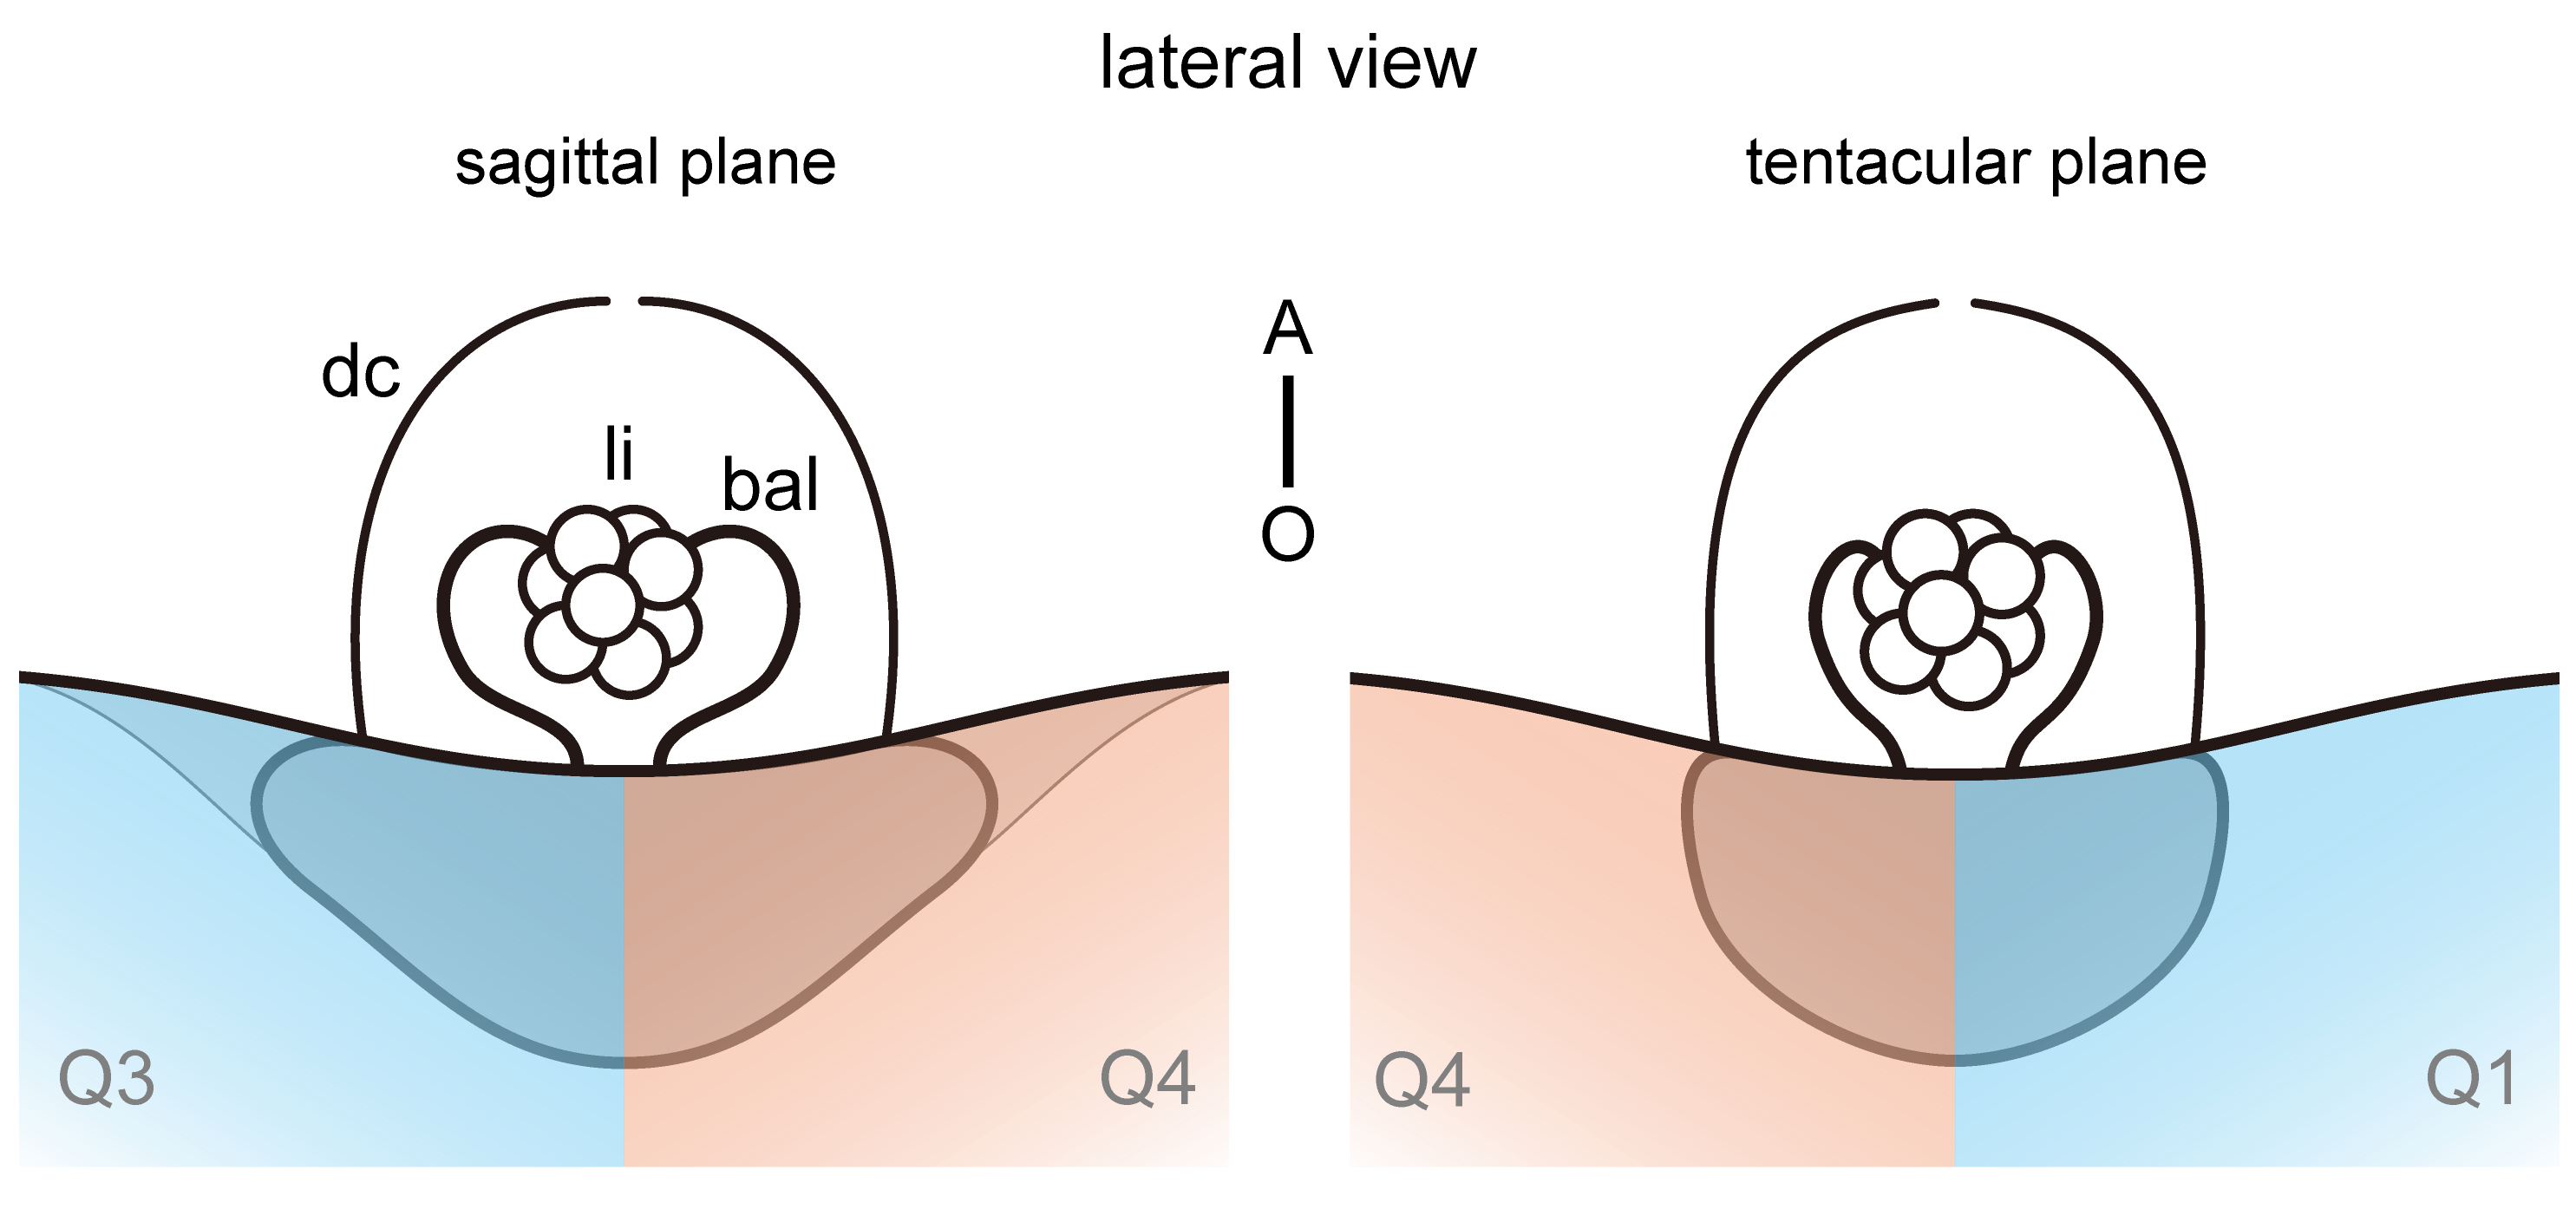 lateral view
sagittal plane
tentacular plane
dc
li
bal
A
O
Q3
Q4
Q4
Q1